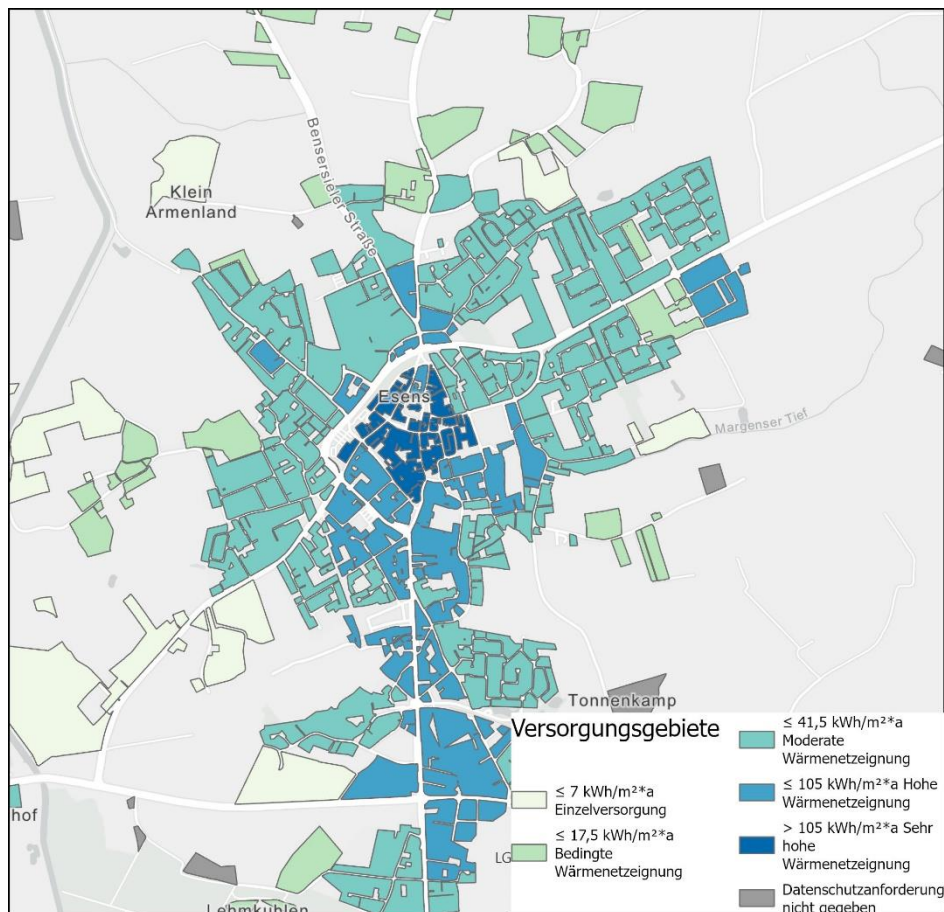 Klein
Armenland
Bensersieler Straße
Esens
Margenser Tief
Tonnenkamp
hof
LG
Lehmkuhlen
Versorgungsgebiete
≤ 7 kWh/m²*a
Einzelversorgung
≤ 17,5 kWh/m²*a
Bedingte
Wärmenetzeignung
≤ 41,5 kWh/m²*a
Moderate
Wärmenetzeignung
≤ 105 kWh/m²*a Hohe
Wärmenetzeignung
> 105 kWh/m²*a Sehr
hohe
Wärmenetzeignung
Datenschutzanforderung
nicht gegeben